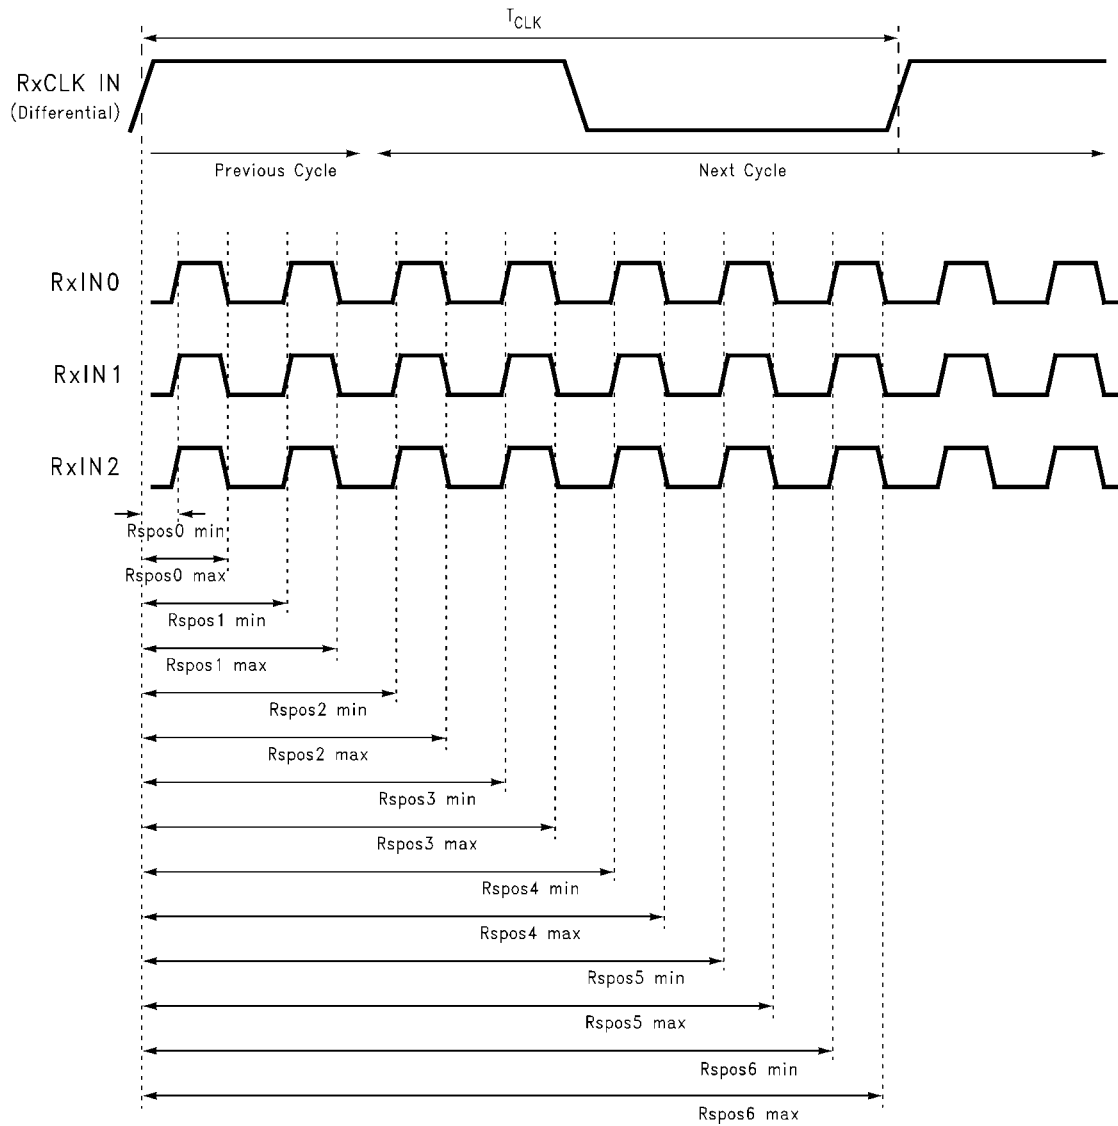 TCLK
RxCLK IN
(Differential)
Previous Cycle
Next Cycle
RxIN0
RxIN1
RxIN2
Rspos0 min
Rspos0 max
Rspos1 min
Rspos1 max
Rspos2 min
Rspos2 max
Rspos3 min
Rspos3 max
Rspos4 min
Rspos4 max
Rspos5 min
Rspos5 max
Rspos6 min
Rspos6 max